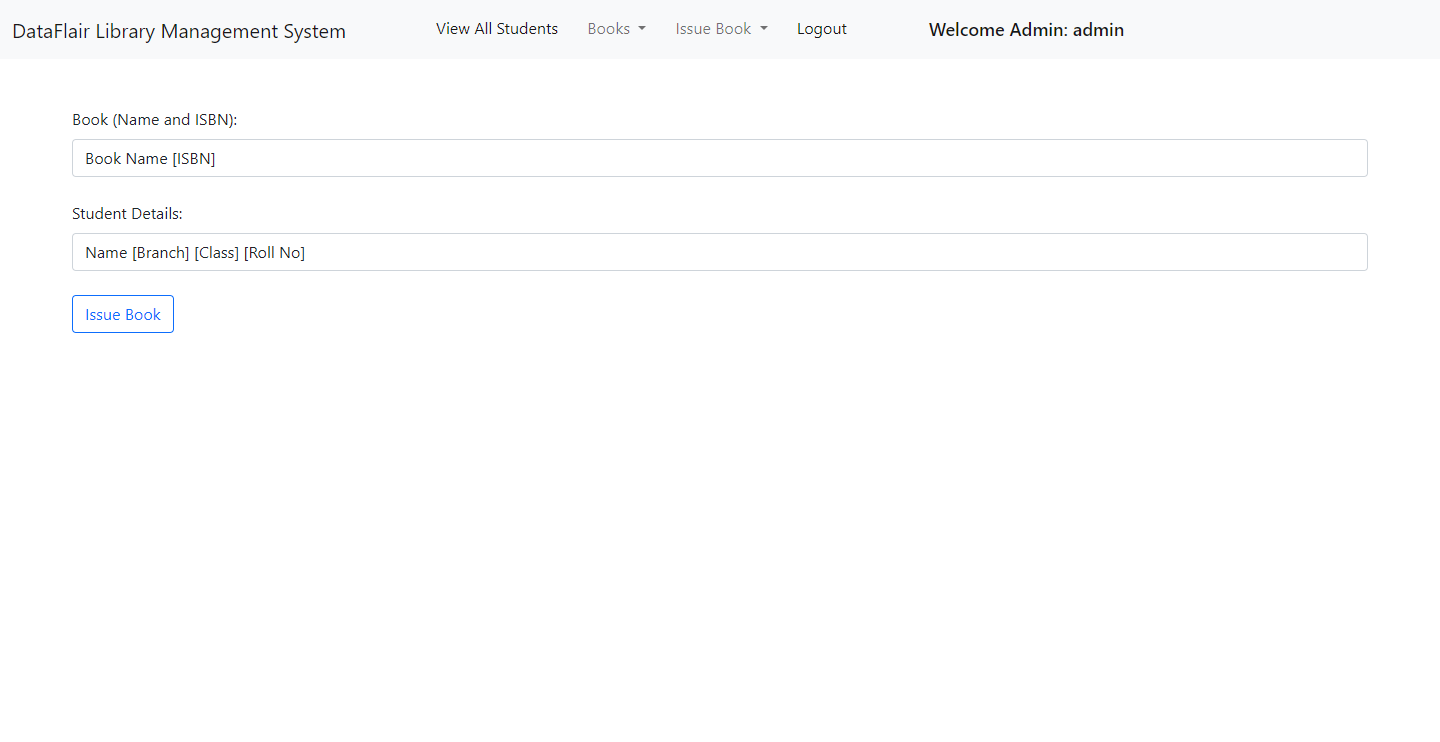 DataFlair Library Management System View All Students Books Issue Book Logout Welcome Admin: admin
Book (Name and ISBN):
Book Name [ISBN]
Student Details:
Name [Branch] [Class] [Roll No]
Issue Book